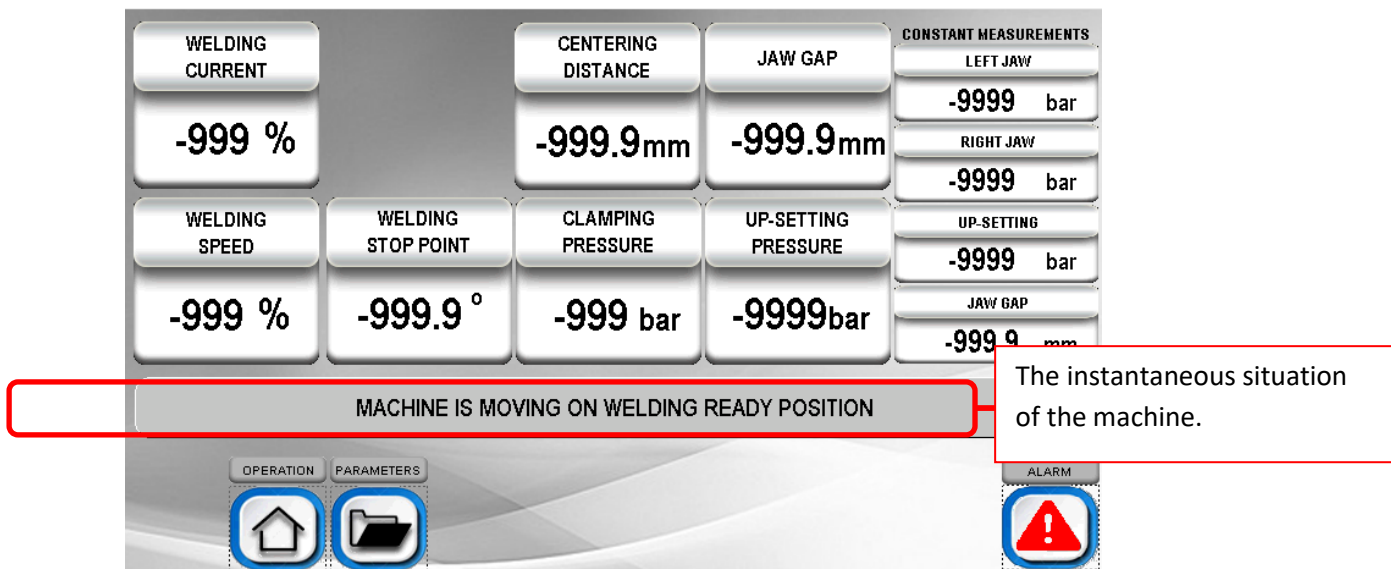 WELDING
CURRENT
-999 %
CENTERING
DISTANCE
-999.9mm
JAW GAP
-999.9mm
CONSTANT MEASUREMENTS
LEFT JAW
-9999 bar
RIGHT JAW
-9999 bar
UP-SETTING
-9999 bar
JAW GAP
-999.9 mm
WELDING
SPEED
-999 %
WELDING
STOP POINT
-999.9 °
CLAMPING
PRESSURE
-999 bar
UP-SETTING
PRESSURE
-9999bar
MACHINE IS MOVING ON WELDING READY POSITION
The instantaneous situation
of the machine.
OPERATION
PARAMETERS
ALARM